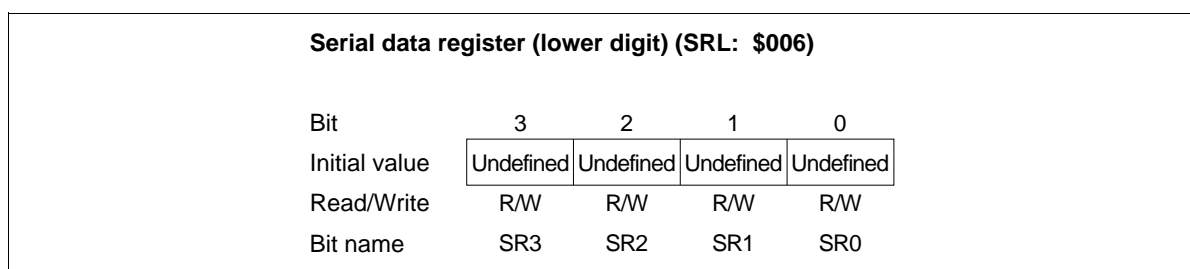 Serial data register (lower digit) (SRL: $006)
Bit 3 2 1 0
Initial value Undefined Undefined Undefined Undefined
Read/Write R/W R/W R/W R/W
Bit name SR3 SR2 SR1 SR0